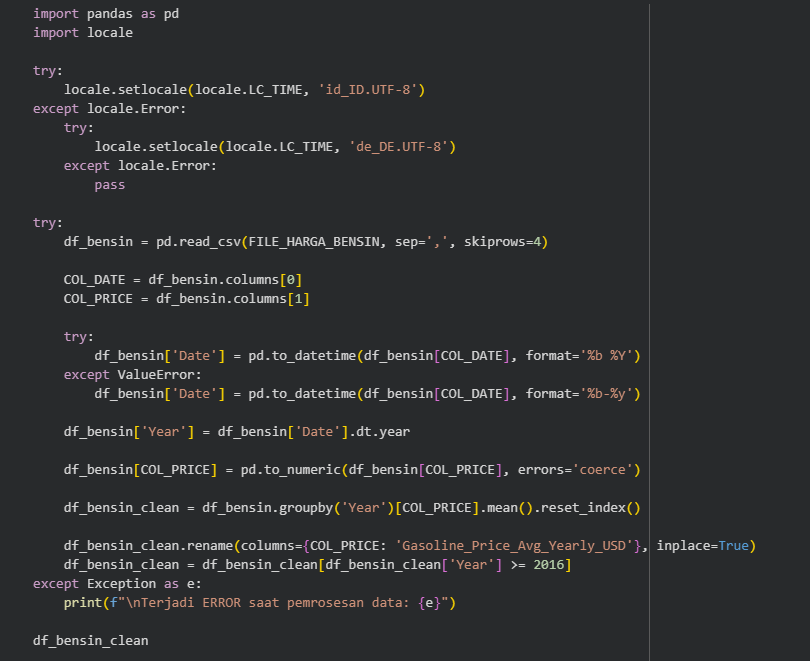 import pandas as pd
import locale

try:
    locale.setlocale(locale.LC_TIME, 'id_ID.UTF-8')
except locale.Error:
    try:
        locale.setlocale(locale.LC_TIME, 'de_DE.UTF-8')
    except locale.Error:
        pass

try:
    df_bensin = pd.read_csv(FILE_HARGA_BENSIN, sep=',', skiprows=4)

    COL_DATE = df_bensin.columns[0]
    COL_PRICE = df_bensin.columns[1]

    try:
        df_bensin['Date'] = pd.to_datetime(df_bensin[COL_DATE], format='%b %Y')
    except ValueError:
        df_bensin['Date'] = pd.to_datetime(df_bensin[COL_DATE], format='%b-%y')

    df_bensin['Year'] = df_bensin['Date'].dt.year

    df_bensin[COL_PRICE] = pd.to_numeric(df_bensin[COL_PRICE], errors='coerce')

    df_bensin_clean = df_bensin.groupby('Year')[COL_PRICE].mean().reset_index()

    df_bensin_clean.rename(columns={COL_PRICE: 'Gasoline_Price_Avg_Yearly_USD'}, inplace=True)
    df_bensin_clean = df_bensin_clean[df_bensin_clean['Year'] >= 2016]
except Exception as e:
    print(f"\nTerjadi ERROR saat pemrosesan data: {e}")

df_bensin_clean